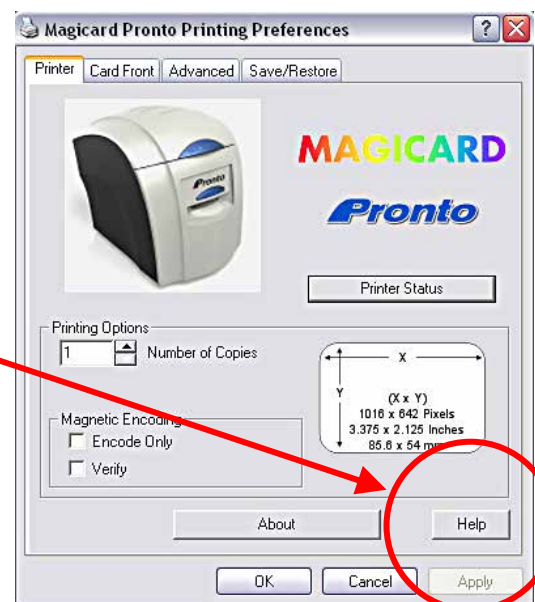 Magicard Pronto Printing Preferences
Printer Card Front Advanced Save/Restore
Pronto
MAGICARD
Pronto
Printer Status
Printing Options
1 Number of Copies
X
Y
(X x Y)
1016 x 642 Pixels
3.375 x 2.125 Inches
85.6 x 54 mm
Magnetic Encoding
Encode Only
Verify
About Help
OK Cancel Apply